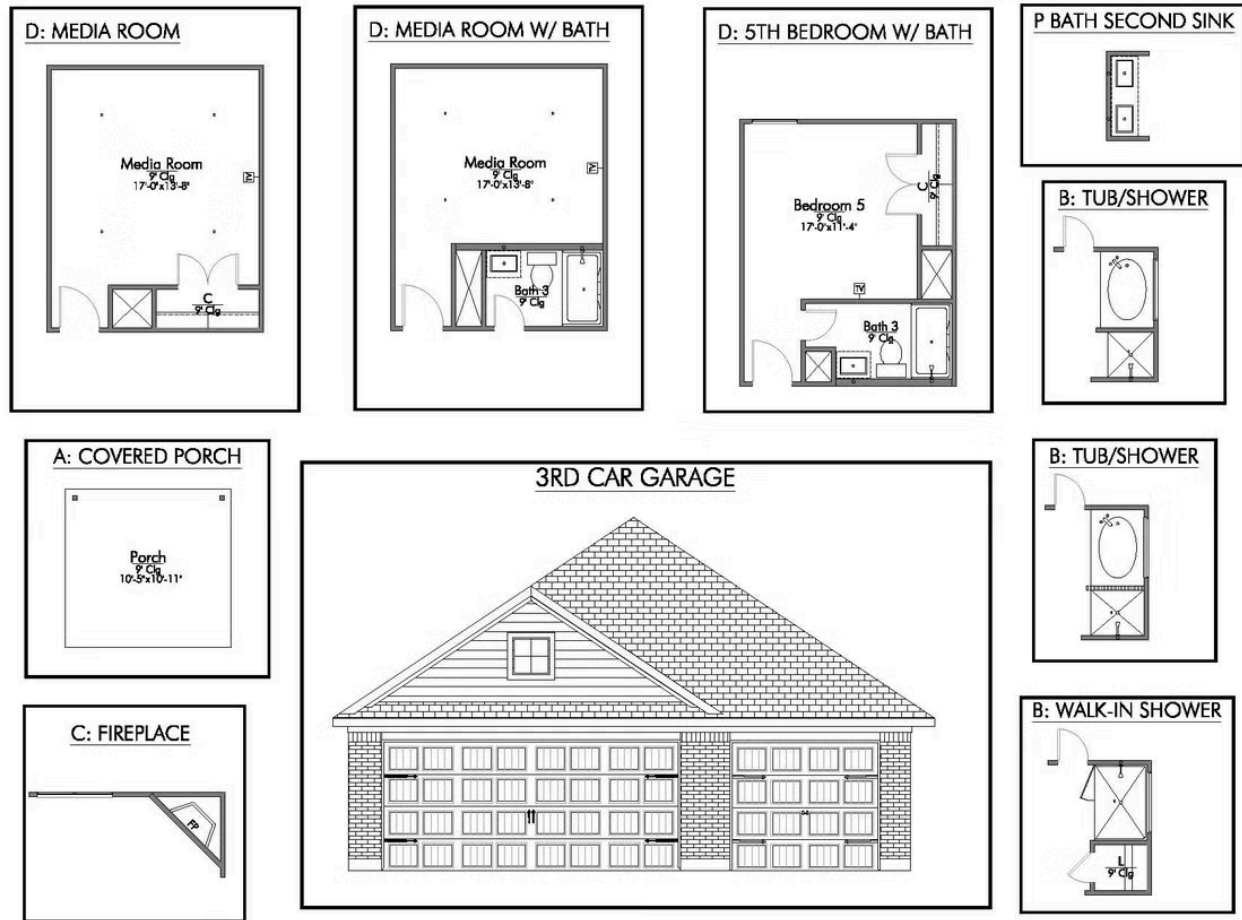 D: MEDIA ROOM
Media Room
9' Clg
17'-0"x13'-8"
TV
C
9' Clg
D: MEDIA ROOM W/ BATH
Media Room
9' Clg
17'-0"x13'-8"
TV
Bath 3
9' Clg
D: 5TH BEDROOM W/ BATH
Bedroom 5
9' Clg
17'-0"x11'-4"
C
9' Clg
TV
Bath 3
9' Clg
P BATH SECOND SINK
B: TUB/SHOWER
A: COVERED PORCH
Porch
9' Clg
10'-5"x10'-11"
3RD CAR GARAGE
B: TUB/SHOWER
C: FIREPLACE
FP
B: WALK-IN SHOWER
L
9' Clg